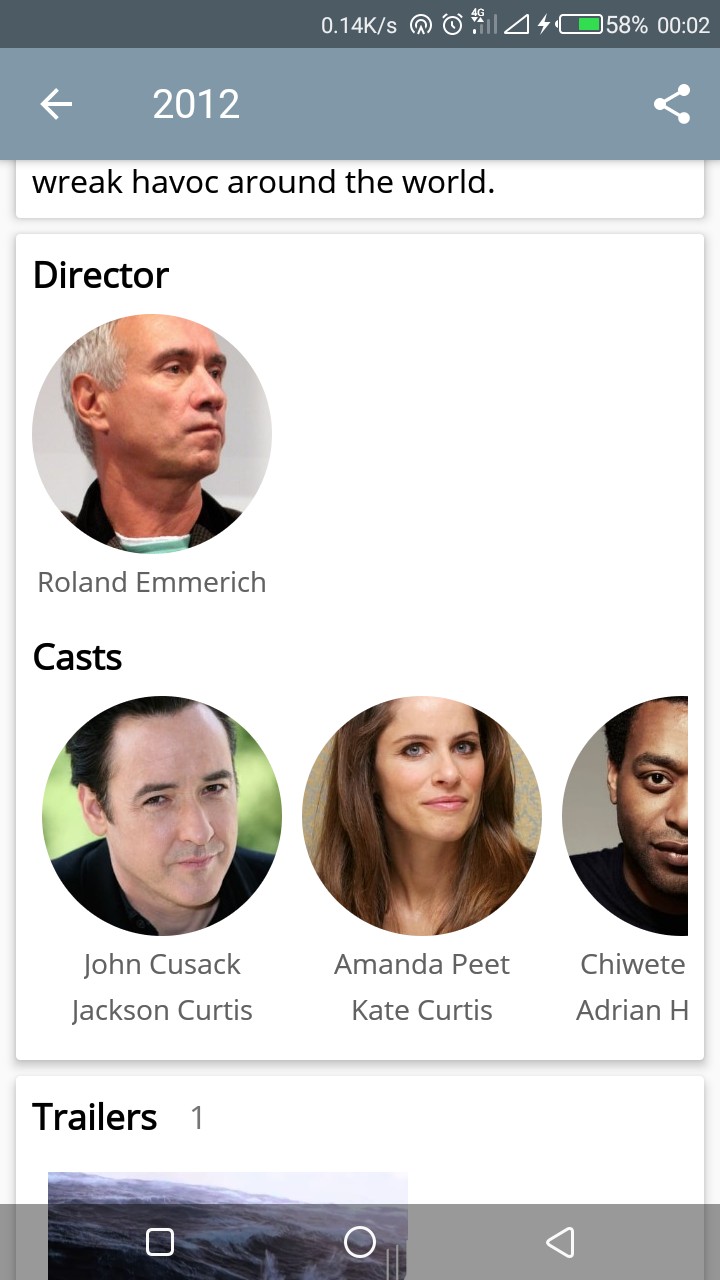 0.14K/s 4G 58% 00:02
2012
wreak havoc around the world.
Director
Roland Emmerich
Casts
John Cusack
Jackson Curtis
Amanda Peet
Kate Curtis
Chiwete
Adrian H
Trailers 1